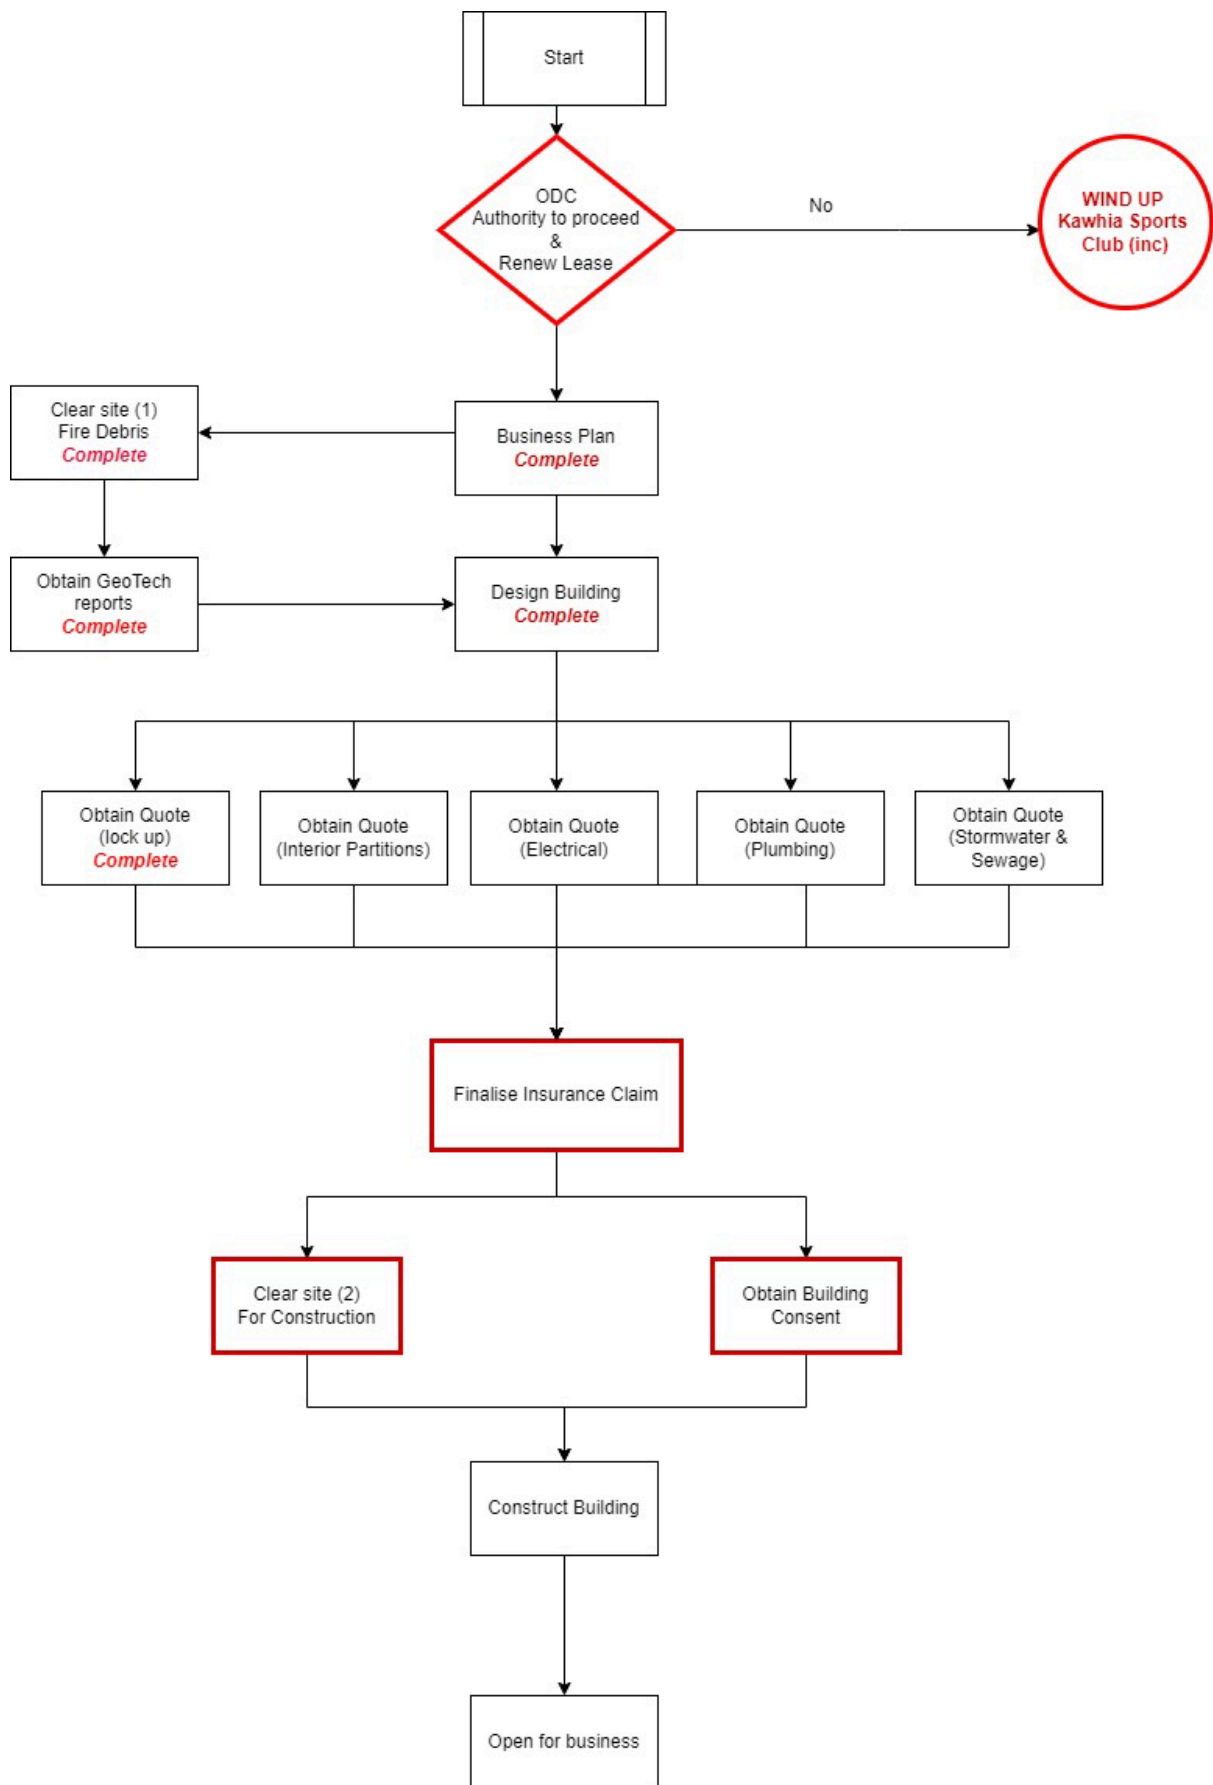 Start
ODC
Authority to proceed
&
Renew Lease
No
WIND UP
Kawhia Sports
Club (inc)
Clear site (1)
Fire Debris
Complete
Business Plan
Complete
Obtain GeoTech
reports
Complete
Design Building
Complete
Obtain Quote
(lock up)
Complete
Obtain Quote
(Interior Partitions)
Obtain Quote
(Electrical)
Obtain Quote
(Plumbing)
Obtain Quote
(Stormwater &
Sewage)
Finalise Insurance Claim
Clear site (2)
For Construction
Obtain Building
Consent
Construct Building
Open for business